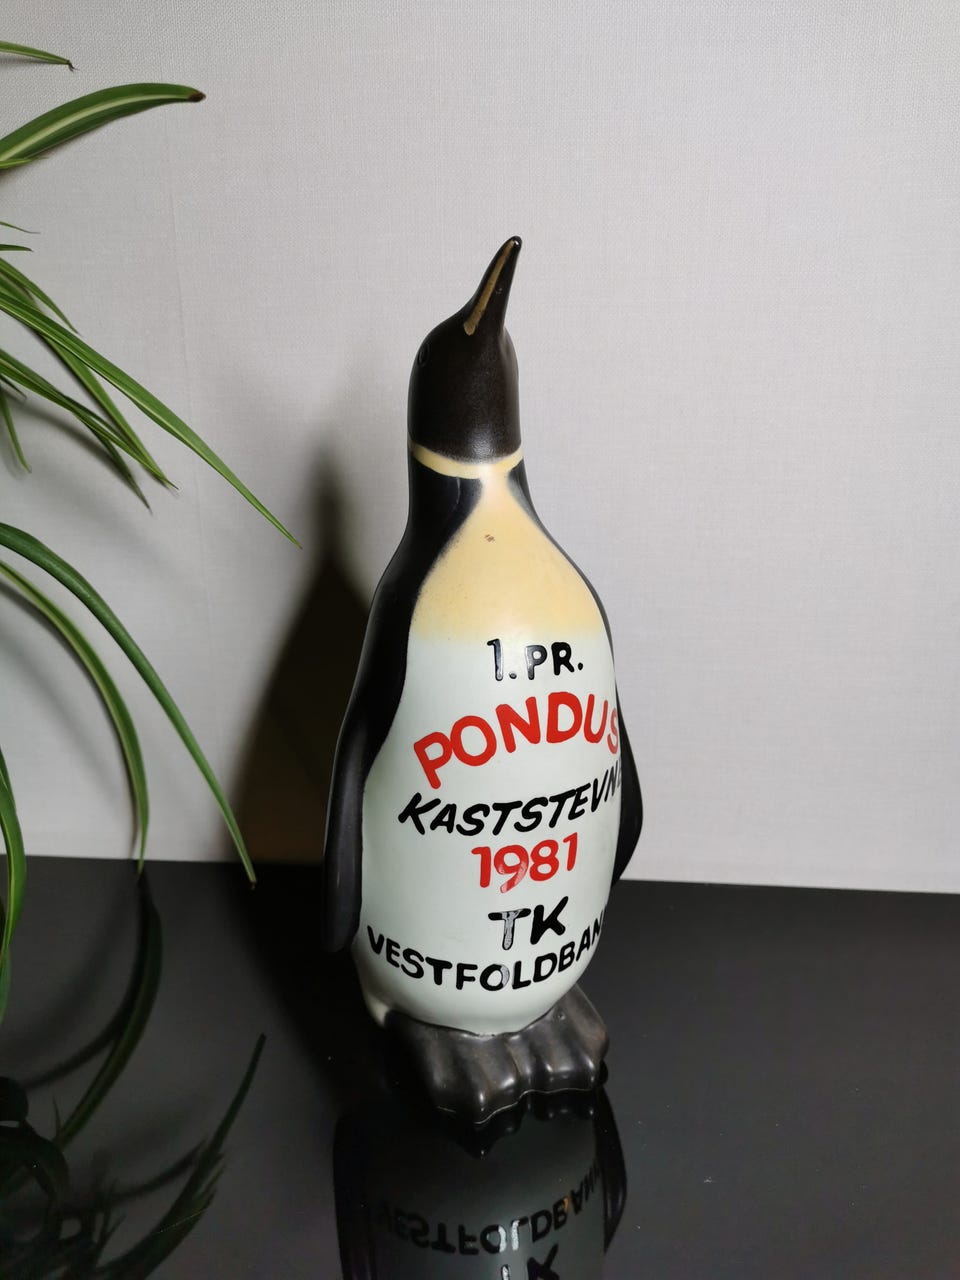 1. PR.
PONDUS
KASTSTEVN
1981
TK
VESTFOLDBAN